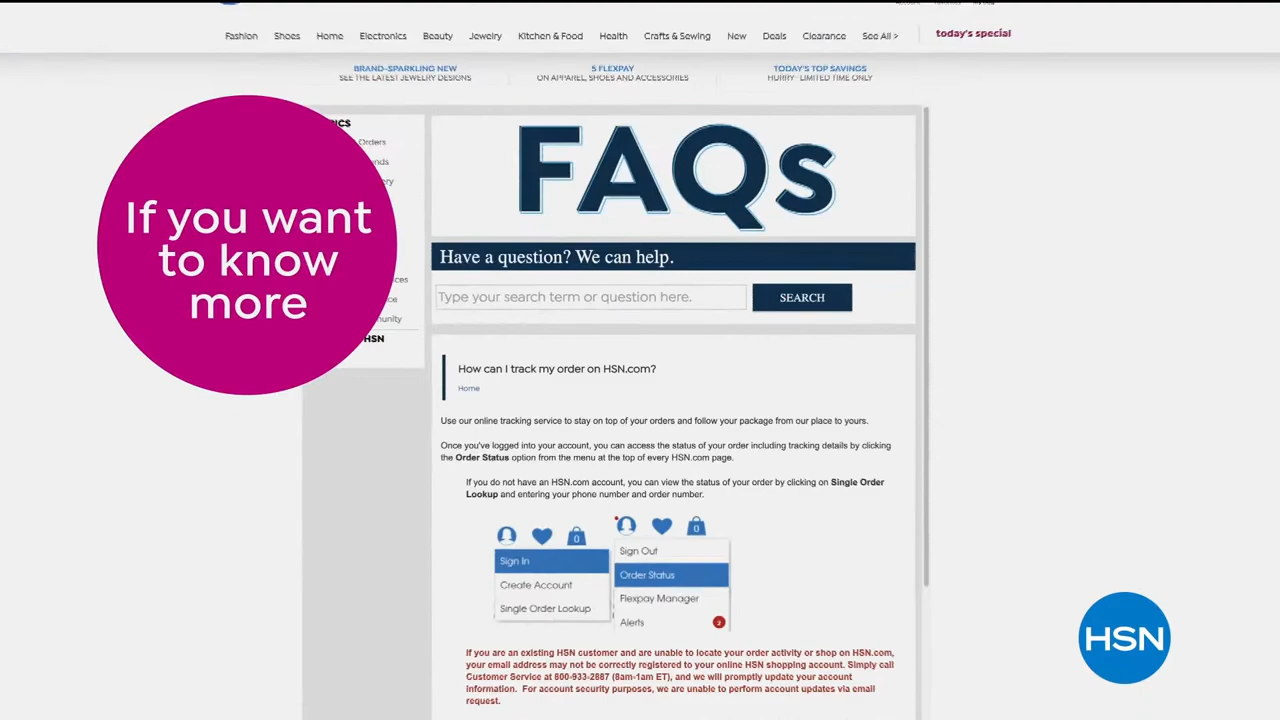 Fashion Shoes Home Electronics Beauty Jewelry Kitchen & Food Health Crafts & Sewing New Deals Clearance See All > today's special
BRAND-SPARKLING NEW 5 FLEXPAY TODAY'S TOP SAVINGS
SEE THE LATEST JEWELRY DESIGNS ON APPAREL, SHOES AND ACCESSORIES HURRY- LIMITED TIME ONLY
If you want
to know
more
Orders
HSN
FAQs
Have a question? We can help.
Type your search term or question here. SEARCH
How can I track my order on HSN.com?
Home
Use our online tracking service to stay on top of your orders and follow your package from our place to yours.
Once you've logged into your account, you can access the status of your order including tracking details by clicking
the Order Status option from the menu at the top of every HSN.com page.
If you do not have an HSN.com account, you can view the status of your order by clicking on Single Order
Lookup and entering your phone number and order number.
0 0
Sign In
Create Account
Single Order Lookup
Sign Out
Order Status
Flexpay Manager
Alerts 2
If you are an existing HSN customer and are unable to locate your order activity or shop on HSN.com,
your email address may not be correctly registered to your online HSN shopping account. Simply call
Customer Service at 800-933-2887 (8am-1am ET), and we will promptly update your account
information. For account security purposes, we are unable to perform account updates via email
request.
HSN